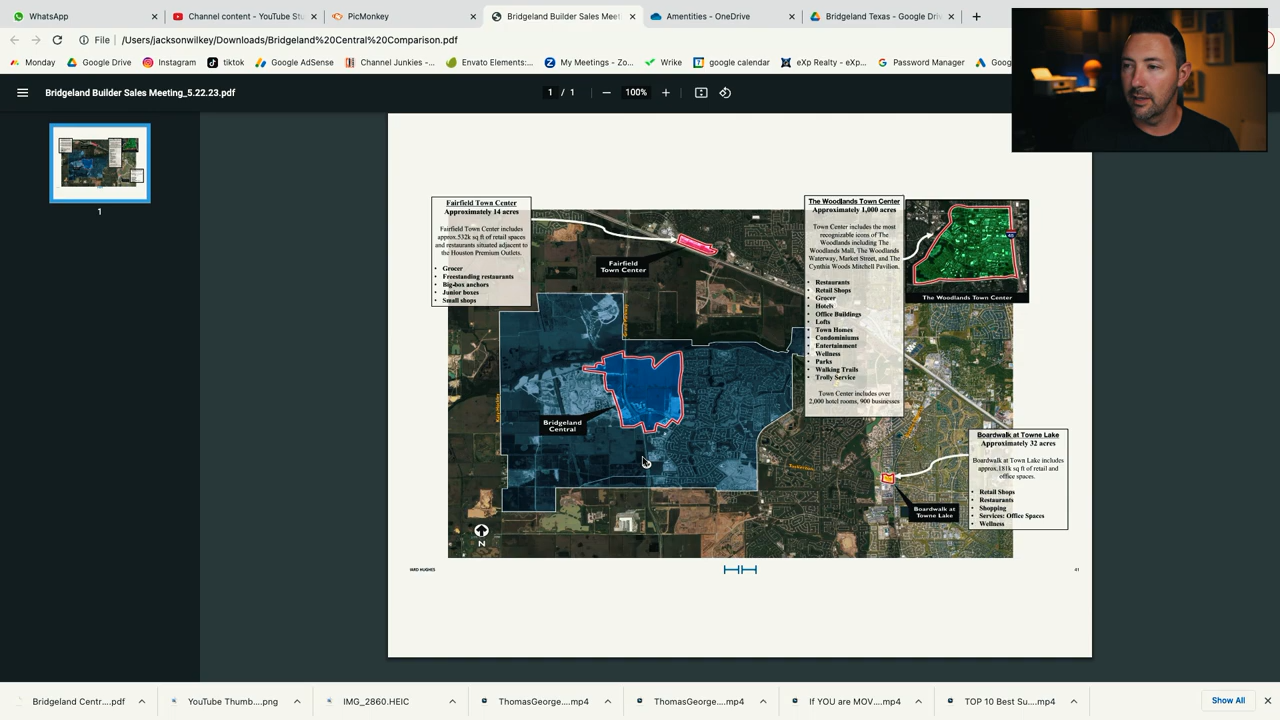 WhatsApp
Channel content - YouTube Stu
PicMonkey
Bridgeland Builder Sales Meet
Amentities - OneDrive
Bridgeland Texas - Google Driv
File
/Users/jacksonwilkey/Downloads/Bridgeland%20Central%20Comparison.pdf
Monday
Google Drive
Instagram
tiktok
Google AdSense
Channel Junkies -...
Envato Elements:...
My Meetings - Zo...
Wrike
google calendar
eXp Realty - eXp...
Password Manager
Goog
Bridgeland Builder Sales Meeting_5.22.23.pdf
1 / 1
100%
1
Fairfield Town Center
Approximately 14 acres
Fairfield Town Center includes
approx.532k sq ft of retail spaces
and restaurants situated adjacent to
the Houston Premium Outlets.
• Grocer
• Freestanding restaurants
• Big-box anchors
• Junior boxes
• Small shops
Fairfield
Town Center
The Woodlands Town Center
Approximately 1,000 acres
Town Center includes the most
recognizable icons of The
Woodlands including The
Woodlands Mall, The Woodlands
Waterway, Market Street, and The
Cynthia Woods Mitchell Pavilion.
• Restaurants
• Retail Shops
• Grocer
• Hotels
• Office Buildings
• Lofts
• Town Homes
• Condominiums
• Entertainment
• Wellness
• Parks
• Walking Trails
• Trolly Service
Town Center includes over
2,000 hotel rooms, 900 businesses
45
The Woodlands Town Center
Bridgeland
Central
Boardwalk at Towne Lake
Approximately 32 acres
Boardwalk at Town Lake includes
approx.181k sq ft of retail and
office spaces.
• Retail Shops
• Restaurants
• Shopping
• Services: Office Spaces
• Wellness
Boardwalk at
Towne Lake
N
WARD HUGHES
41
Bridgeland Centr....pdf
YouTube Thumb....png
IMG_2860.HEIC
ThomasGeorge....mp4
ThomasGeorge....mp4
If YOU are MOV....mp4
TOP 10 Best Su....mp4
Show All